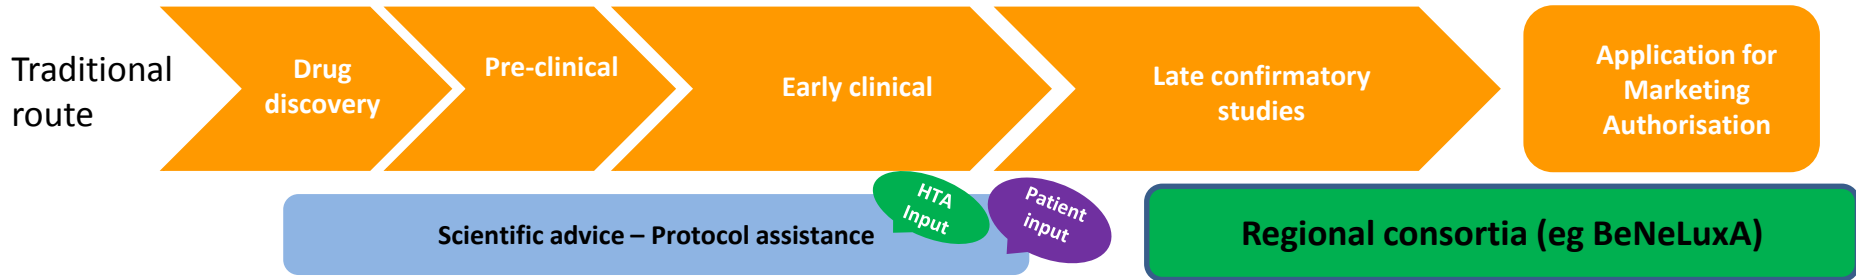 Traditional
route
Drug
discovery
Pre-clinical
Early clinical
Late confirmatory
studies
Application for
Marketing
Authorisation
Scientific advice – Protocol assistance
HTA
Input
Patient
input
Regional consortia (eg BeNeLuxA)